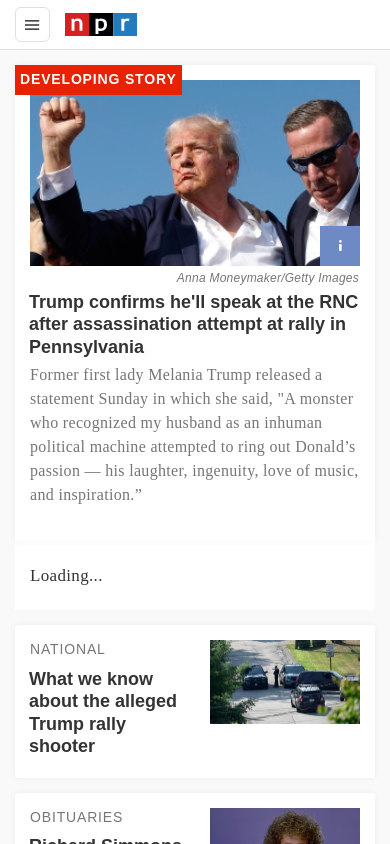 npr
DEVELOPING STORY
Anna Moneymaker/Getty Images
Trump confirms he'll speak at the RNC
after assassination attempt at rally in
Pennsylvania
Former first lady Melania Trump released a
statement Sunday in which she said, "A monster
who recognized my husband as an inhuman
political machine attempted to ring out Donald’s
passion — his laughter, ingenuity, love of music,
and inspiration.”
Loading...
NATIONAL
What we know
about the alleged
Trump rally
shooter
OBITUARIES
Richard Simmons